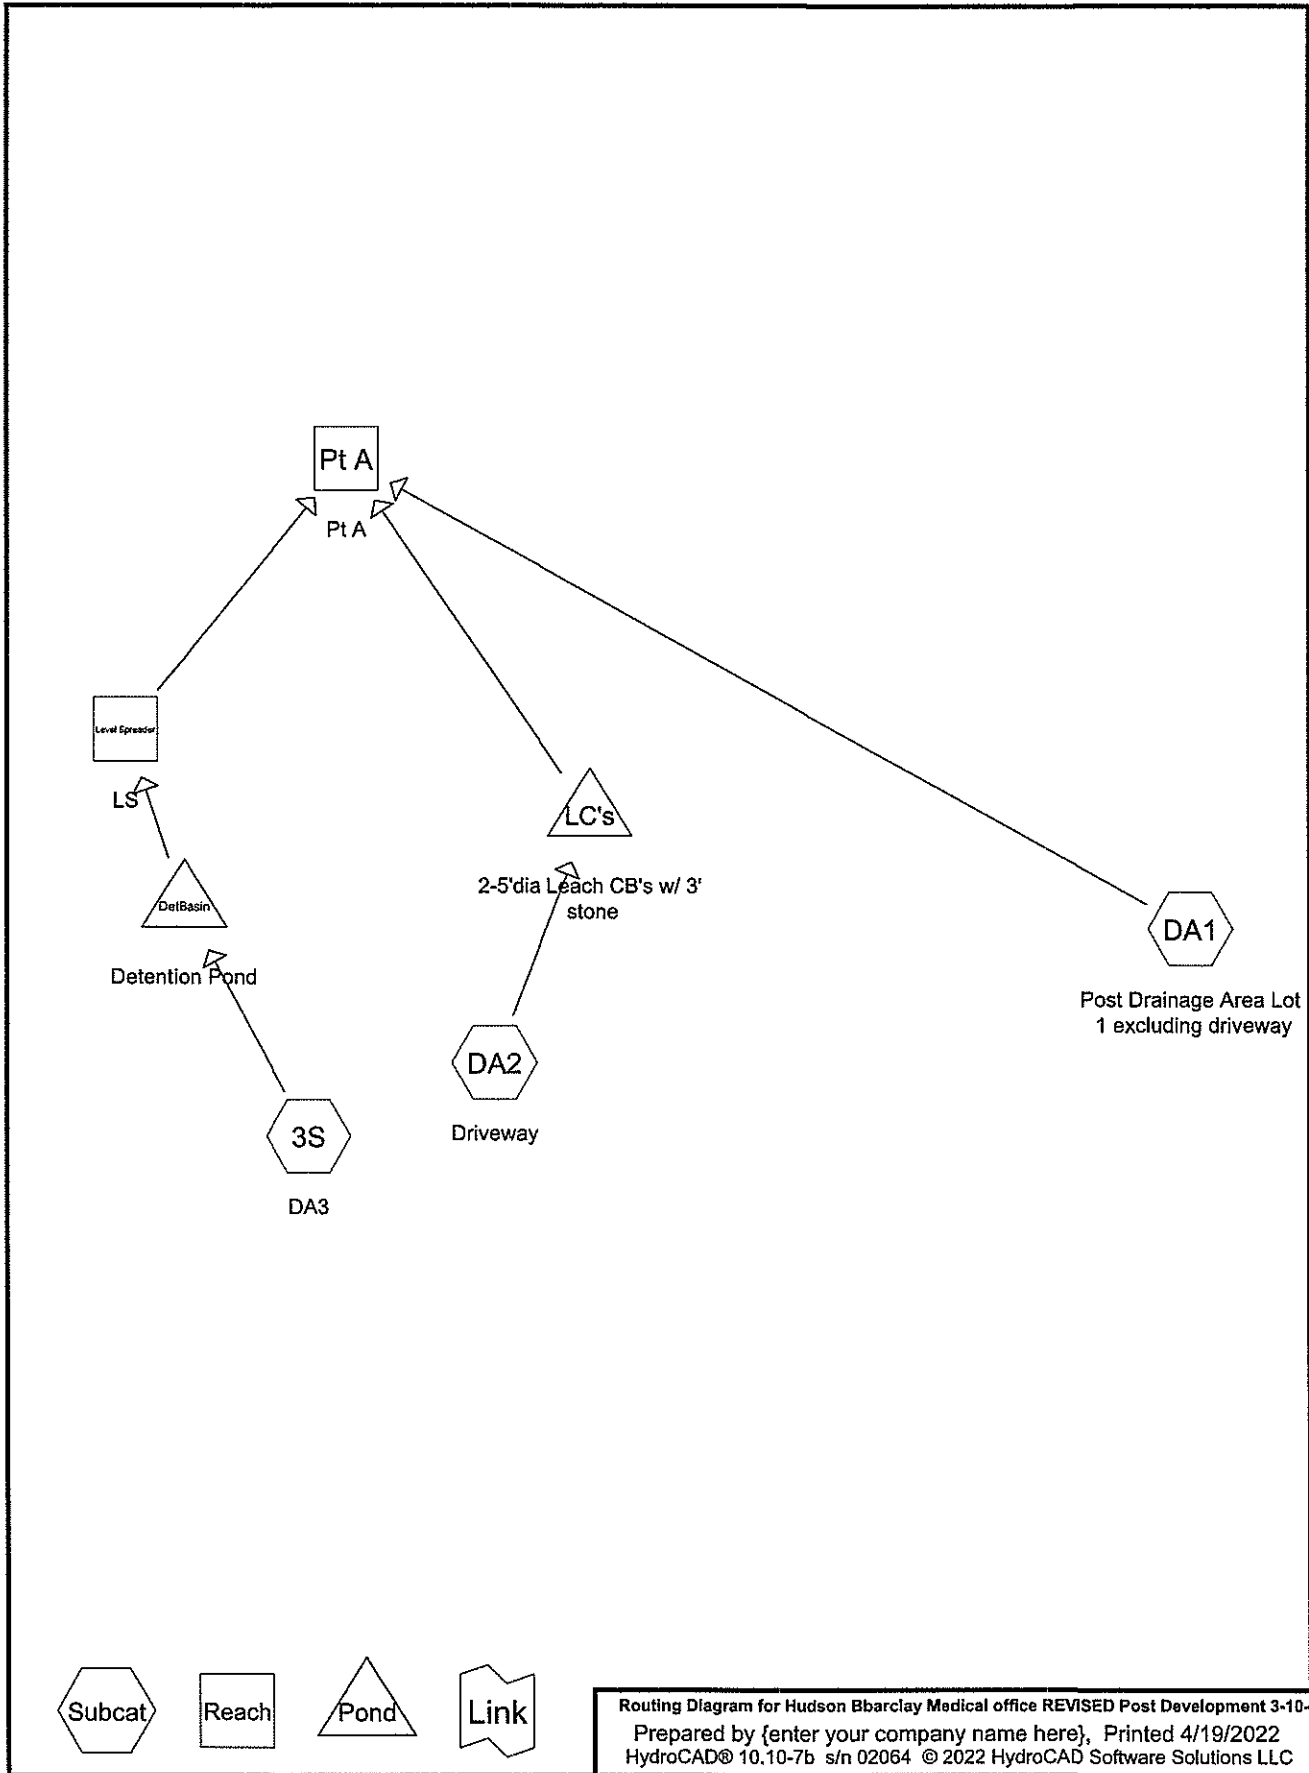 Pt A
Pt A
Level Spreader
LS
LC's
2-5'dia Leach CB's w/ 3'
stone
DetBasin
Detention Pond
DA1
Post Drainage Area Lot
1 excluding driveway
DA2
Driveway
3S
DA3
Subcat
Reach
Pond
Link
Routing Diagram for Hudson Bbarclay Medical office REVISED Post Development 3-10-
Prepared by {enter your company name here}, Printed 4/19/2022
HydroCAD® 10.10-7b s/n 02064 © 2022 HydroCAD Software Solutions LLC